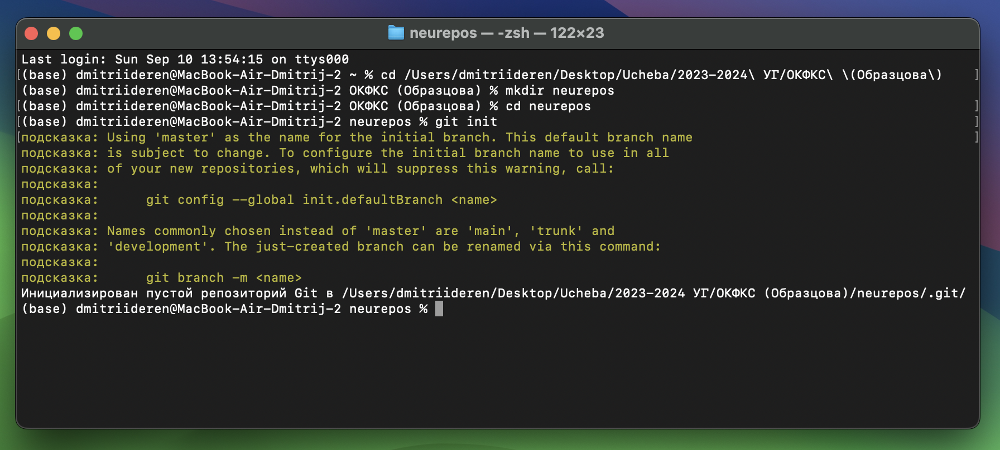 neurepos — -zsh — 122×23
Last login: Sun Sep 10 13:54:15 on ttys000
[(base) dmitriideren@MacBook-Air-Dmitrij-2 ~ % cd /Users/dmitriideren/Desktop/Ucheba/2023-2024\ УГ/ОКФКС\ \(Образцова\) ]
(base) dmitriideren@MacBook-Air-Dmitrij-2 ОКФКС (Образцова) % mkdir neurepos
[(base) dmitriideren@MacBook-Air-Dmitrij-2 ОКФКС (Образцова) % cd neurepos ]
[(base) dmitriideren@MacBook-Air-Dmitrij-2 neurepos % git init ]
[подсказка: Using 'master' as the name for the initial branch. This default branch name ]
подсказка: is subject to change. To configure the initial branch name to use in all
подсказка: of your new repositories, which will suppress this warning, call:
подсказка:
подсказка: git config --global init.defaultBranch <name>
подсказка:
подсказка: Names commonly chosen instead of 'master' are 'main', 'trunk' and
подсказка: 'development'. The just-created branch can be renamed via this command:
подсказка:
подсказка: git branch -m <name>
Инициализирован пустой репозиторий Git в /Users/dmitriideren/Desktop/Ucheba/2023-2024 УГ/ОКФКС (Образцова)/neurepos/.git/
(base) dmitriideren@MacBook-Air-Dmitrij-2 neurepos %